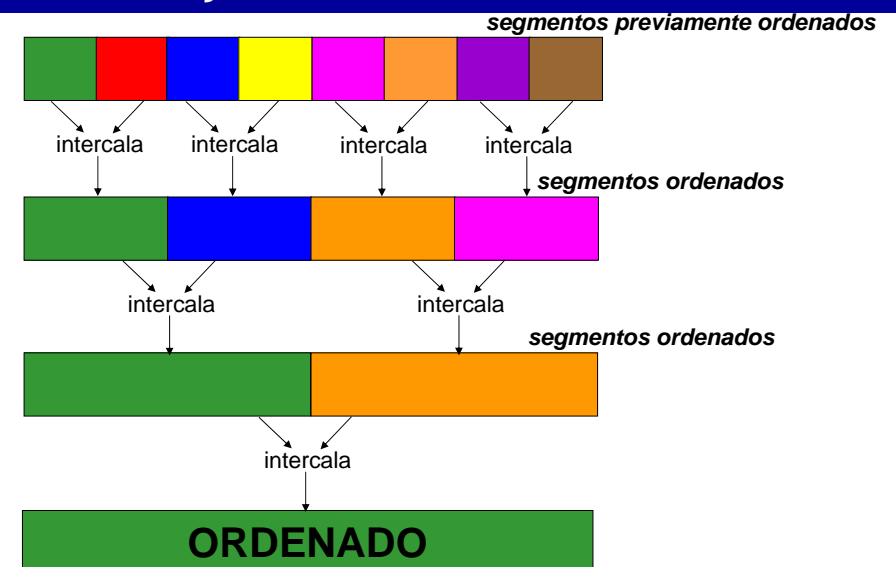 segmentos previamente ordenados
intercala intercala intercala intercala
segmentos ordenados
intercala intercala
segmentos ordenados
intercala
ORDENADO